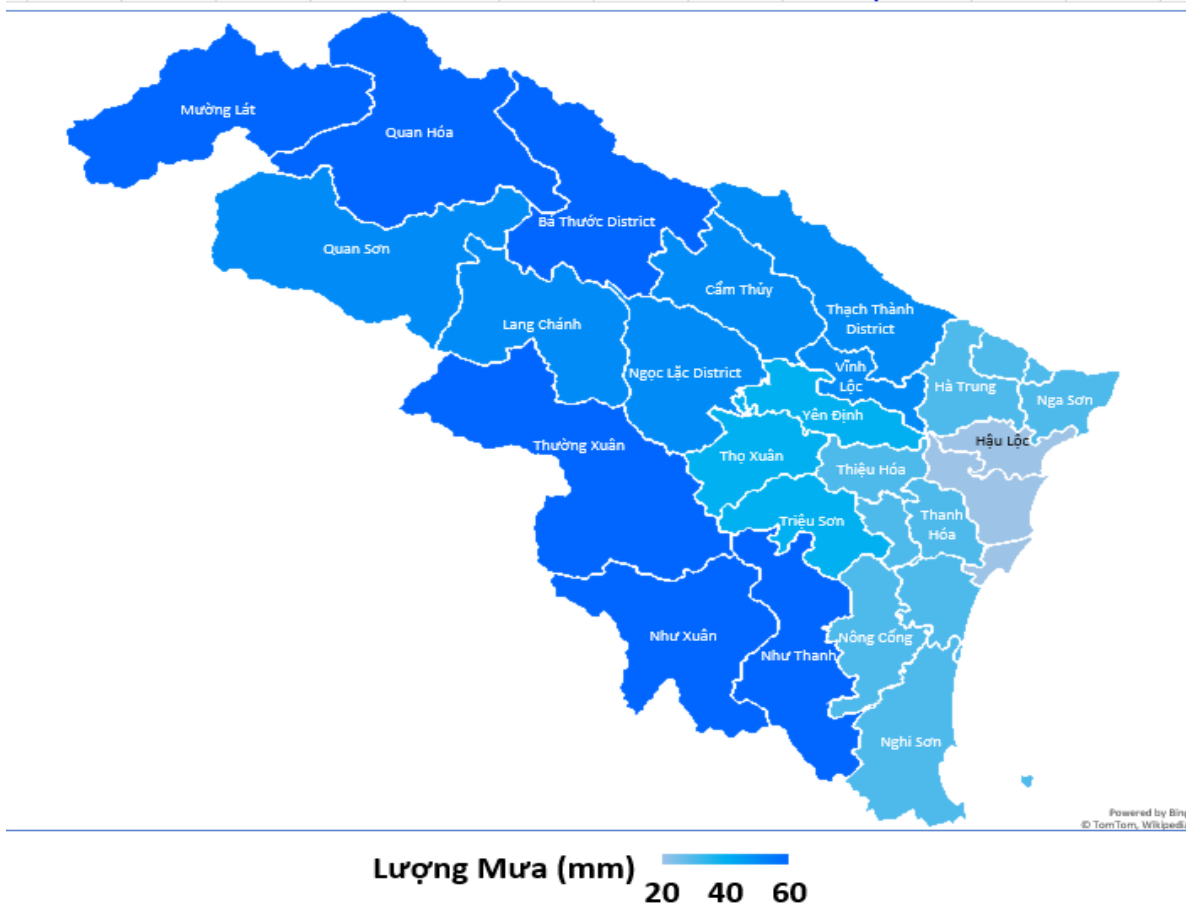 Mường Lát
Quan Hóa
Bá Thước District
Quan Sơn
Cẩm Thủy
Thạch Thành
District
Lang Chánh
Ngọc Lặc District
Vĩnh
Lộc
Hà Trung
Nga Sơn
Yên Định
Hậu Lộc
Thường Xuân
Thọ Xuân
Thiệu Hóa
Triệu Sơn
Thanh
Hóa
Như Xuân
Như Thanh
Nông Cống
Nghi Sơn
Powered by Bing
© TomTom, Wikipedia
Lượng Mưa (mm)
20 40 60